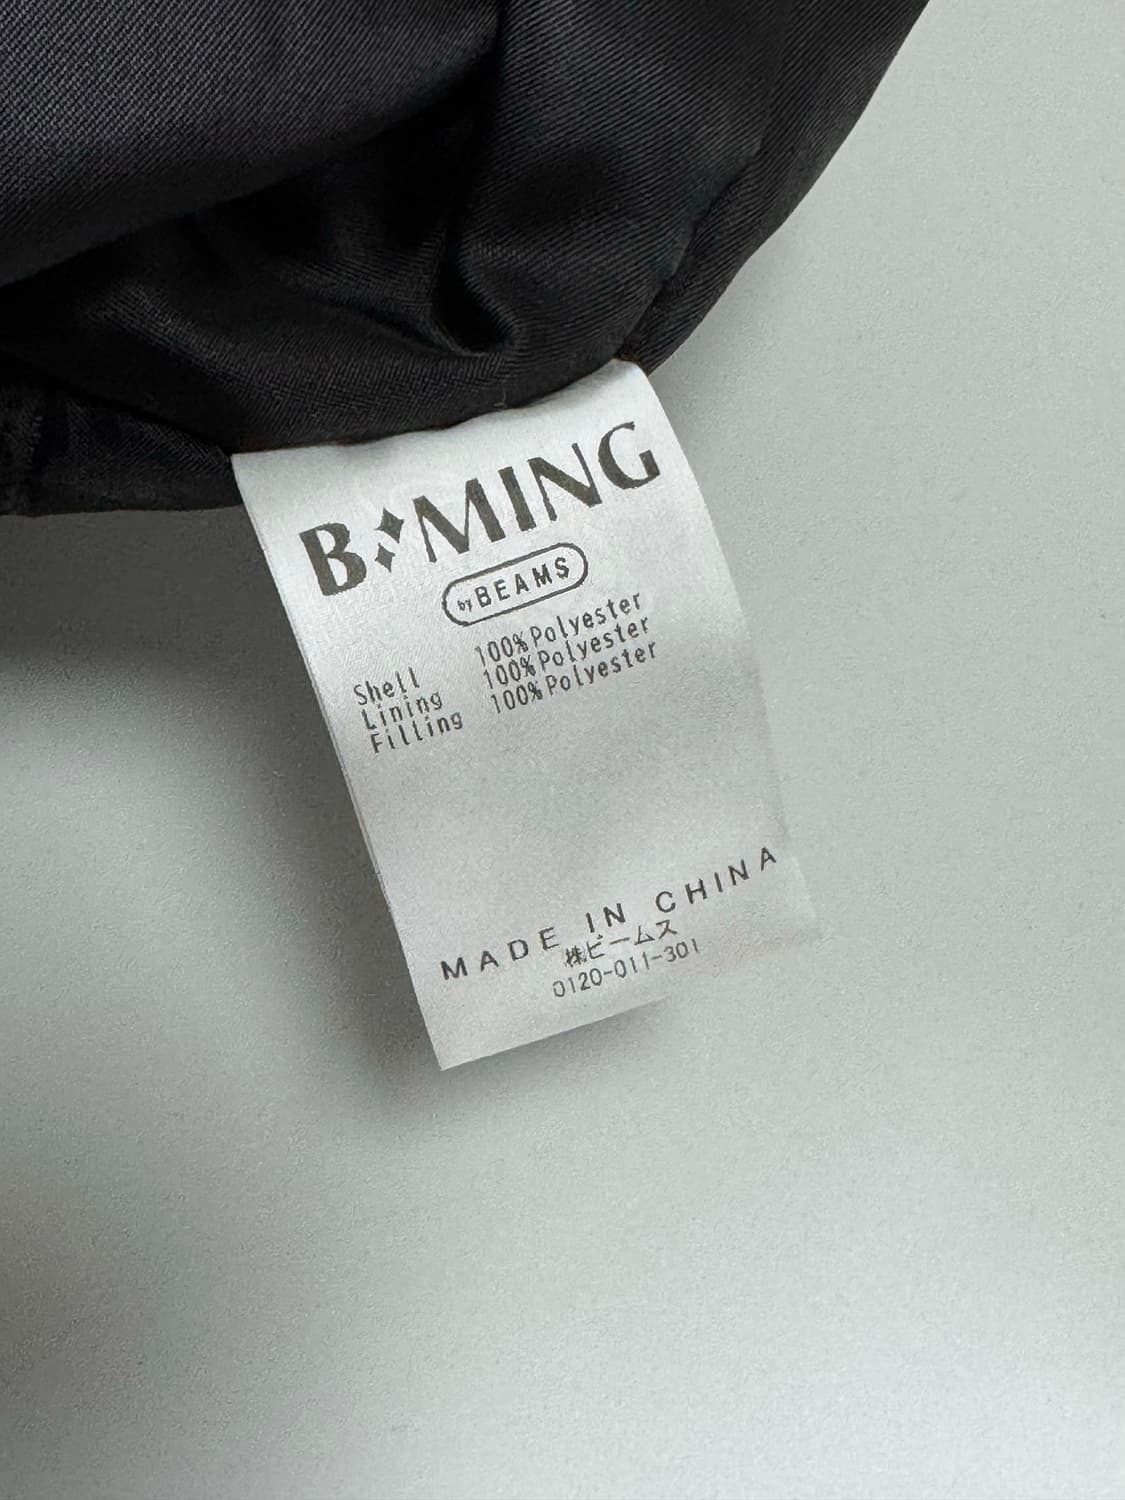 B:MING
by BEAMS
Shell 100%Polyester
Lining 100%Polyester
Filling 100%Polyester
MADE IN CHINA
㈱ビームス
0120-011-301